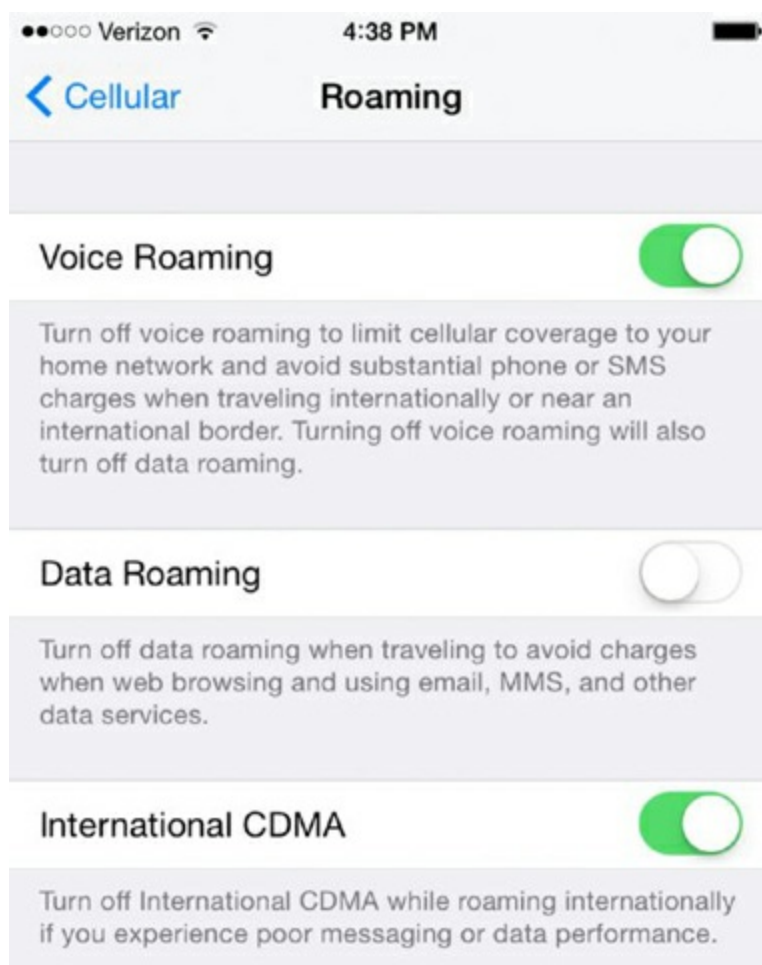 Verizon 4:38 PM
Cellular Roaming
Voice Roaming
Turn off voice roaming to limit cellular coverage to your
home network and avoid substantial phone or SMS
charges when traveling internationally or near an
international border. Turning off voice roaming will also
turn off data roaming.
Data Roaming
Turn off data roaming when traveling to avoid charges
when web browsing and using email, MMS, and other
data services.
International CDMA
Turn off International CDMA while roaming internationally
if you experience poor messaging or data performance.